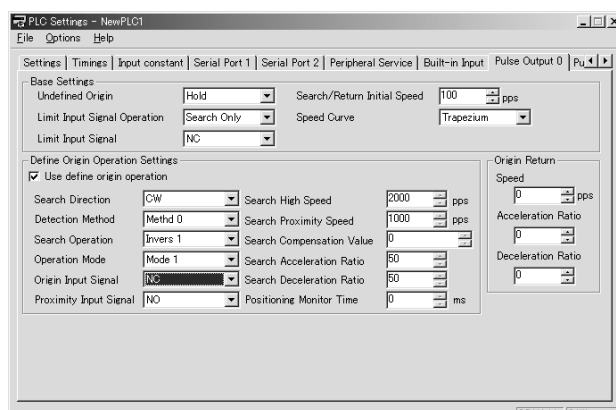 PLC Settings - NewPLC1
File Options Help
Settings Timings Input constant Serial Port 1 Serial Port 2 Peripheral Service Built-in Input Pulse Output 0 Pu
Base Settings
Undefined Origin Hold Search/Return Initial Speed 100 pps
Limit Input Signal Operation Search Only Speed Curve Trapezium
Limit Input Signal NC
Define Origin Operation Settings Origin Return
Use define origin operation Speed
Search Direction CW Search High Speed 2000 pps 0 pps
Detection Method Methd 0 Search Proximity Speed 1000 pps Acceleration Ratio
Search Operation Invers 1 Search Compensation Value 0 0
Operation Mode Mode 1 Search Acceleration Ratio 50 Deceleration Ratio
Origin Input Signal NC Search Deceleration Ratio 50 0
Proximity Input Signal NO Positioning Monitor Time 0 ms